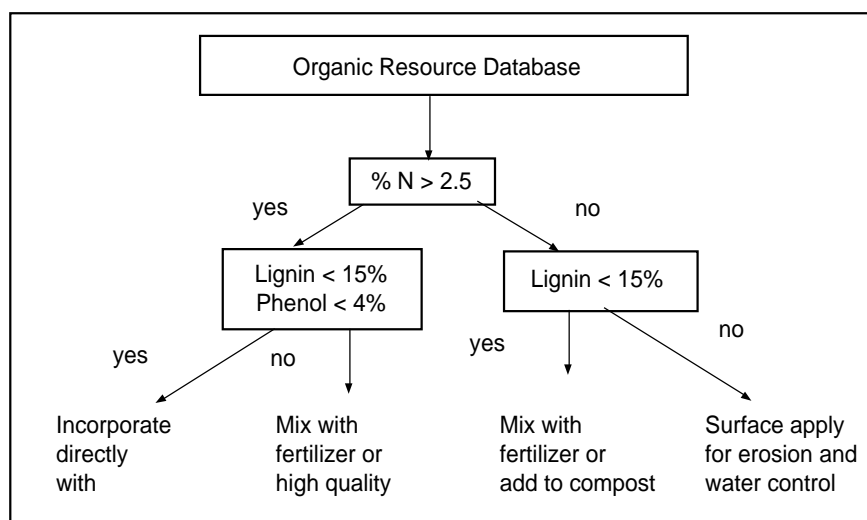 Organic Resource Database
% N > 2.5
yes
no
Lignin < 15%
Phenol < 4%
Lignin < 15%
yes
no
yes
no
Incorporate
directly
with
Mix with
fertilizer or
high quality
Mix with
fertilizer or
add to compost
Surface apply
for erosion and
water control